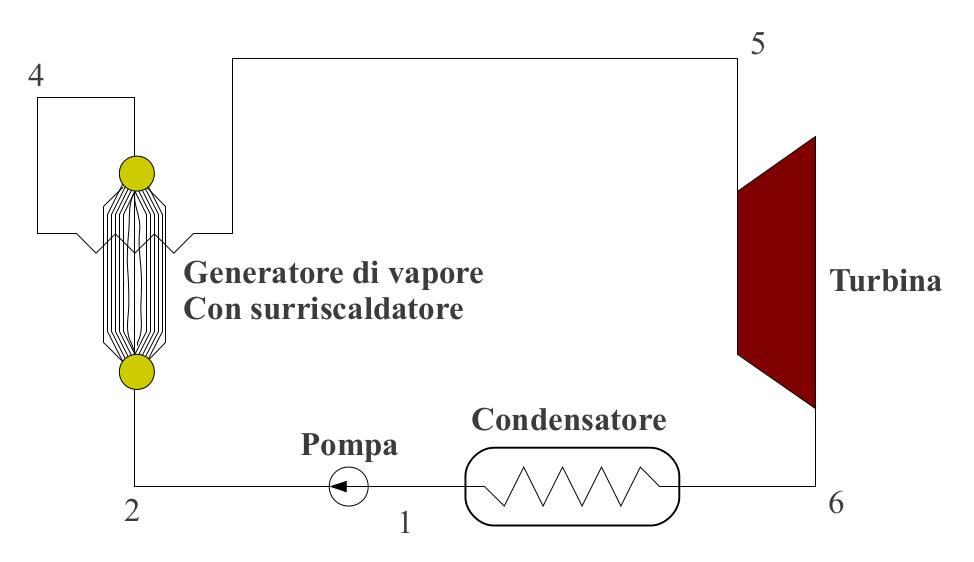 5
4
Generatore di vapore
Con surriscaldatore
Turbina
Condensatore
Pompa
2
1
6